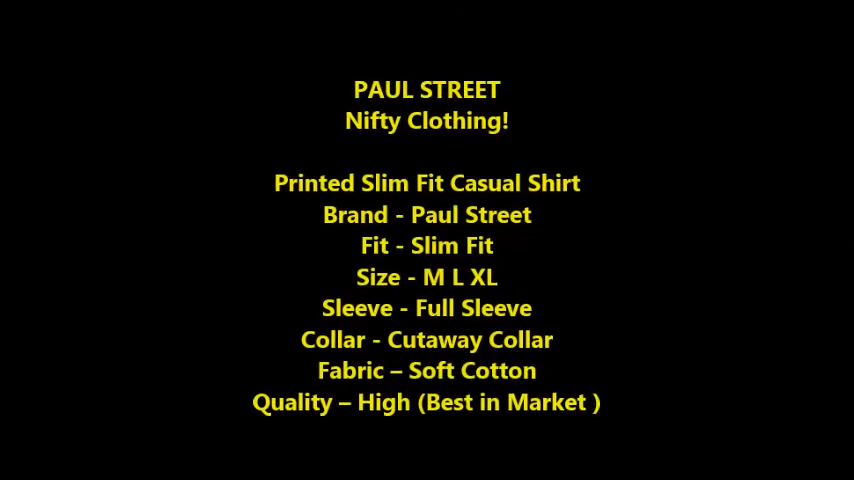 PAUL STREET
Nifty Clothing!
Printed Slim Fit Casual Shirt
Brand - Paul Street
Fit - Slim Fit
Size - M L XL
Sleeve - Full Sleeve
Collar - Cutaway Collar
Fabric – Soft Cotton
Quality – High (Best in Market )